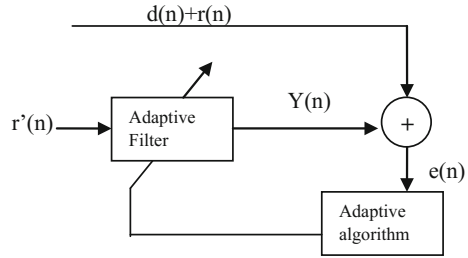 d(n)+r(n)
Y(n)
r'(n)
Adaptive
Filter
+
e(n)
Adaptive
algorithm